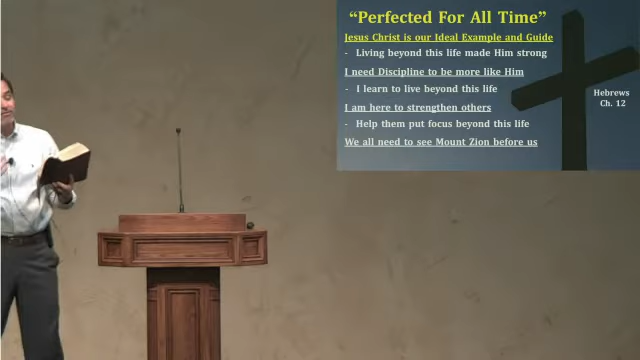 “Perfected For All Time”
Jesus Christ is our Ideal Example and Guide
- Living beyond this life made Him strong
I need Discipline to be more like Him
- I learn to live beyond this life
I am here to strengthen others
- Help them put focus beyond this life
We all need to see Mount Zion before us
Hebrews
Ch. 12